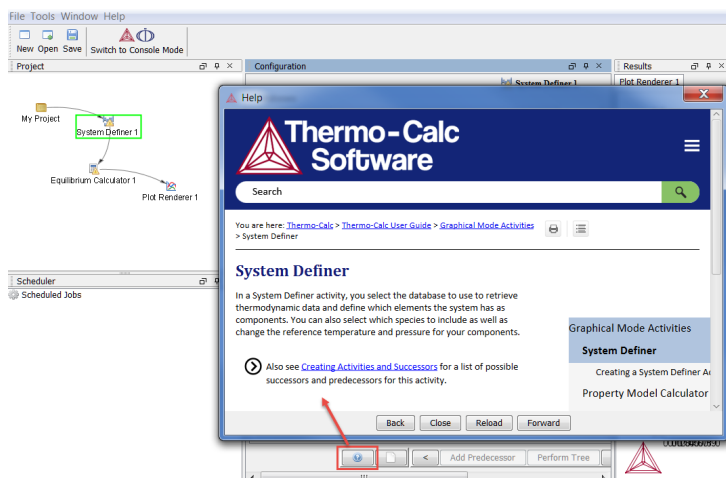 File Tools Window Help
New Open Save Switch to Console Mode
Project
Configuration
Results
System Definer 1
Plot Renderer 1
My Project
System Definer 1
Equilibrium Calculator 1
Plot Renderer 1
Scheduler
Scheduled Jobs
Help
Thermo-Calc
Software
Search
You are here: Thermo-Calc > Thermo-Calc User Guide > Graphical Mode Activities
> System Definer
System Definer
In a System Definer activity, you select the database to use to retrieve
thermodynamic data and define which elements the system has as
components. You can also select which species to include as well as
change the reference temperature and pressure for your components.
Also see Creating Activities and Successors for a list of possible
successors and predecessors for this activity.
Graphical Mode Activities
System Definer
Creating a System Definer Ac
Property Model Calculator
Back Close Reload Forward
< Add Predecessor Perform Tree